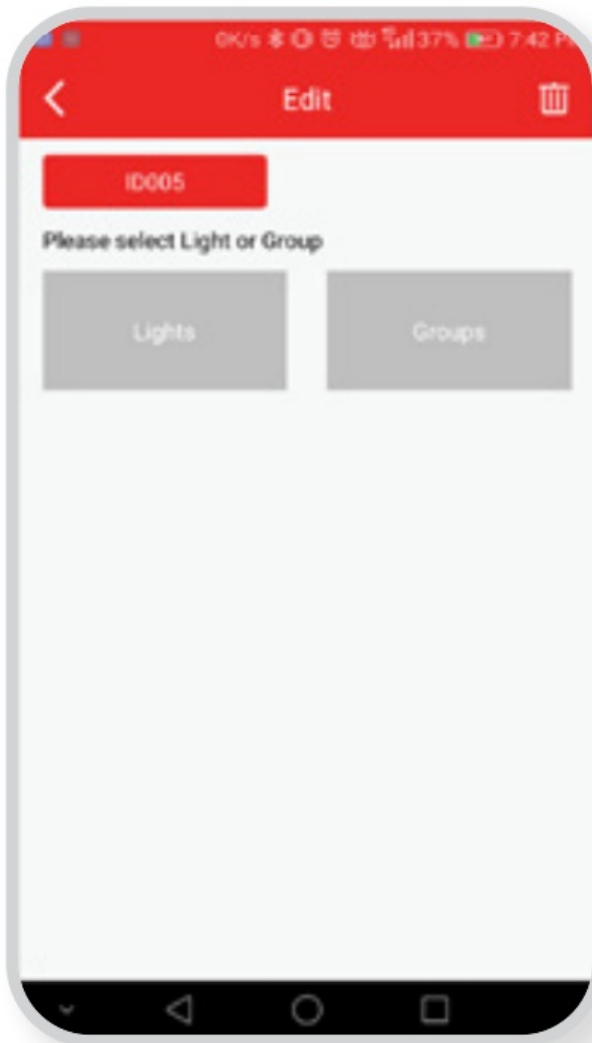 0K/s 37% 7:42 P
Edit
ID005
Please select Light or Group
Lights Groups